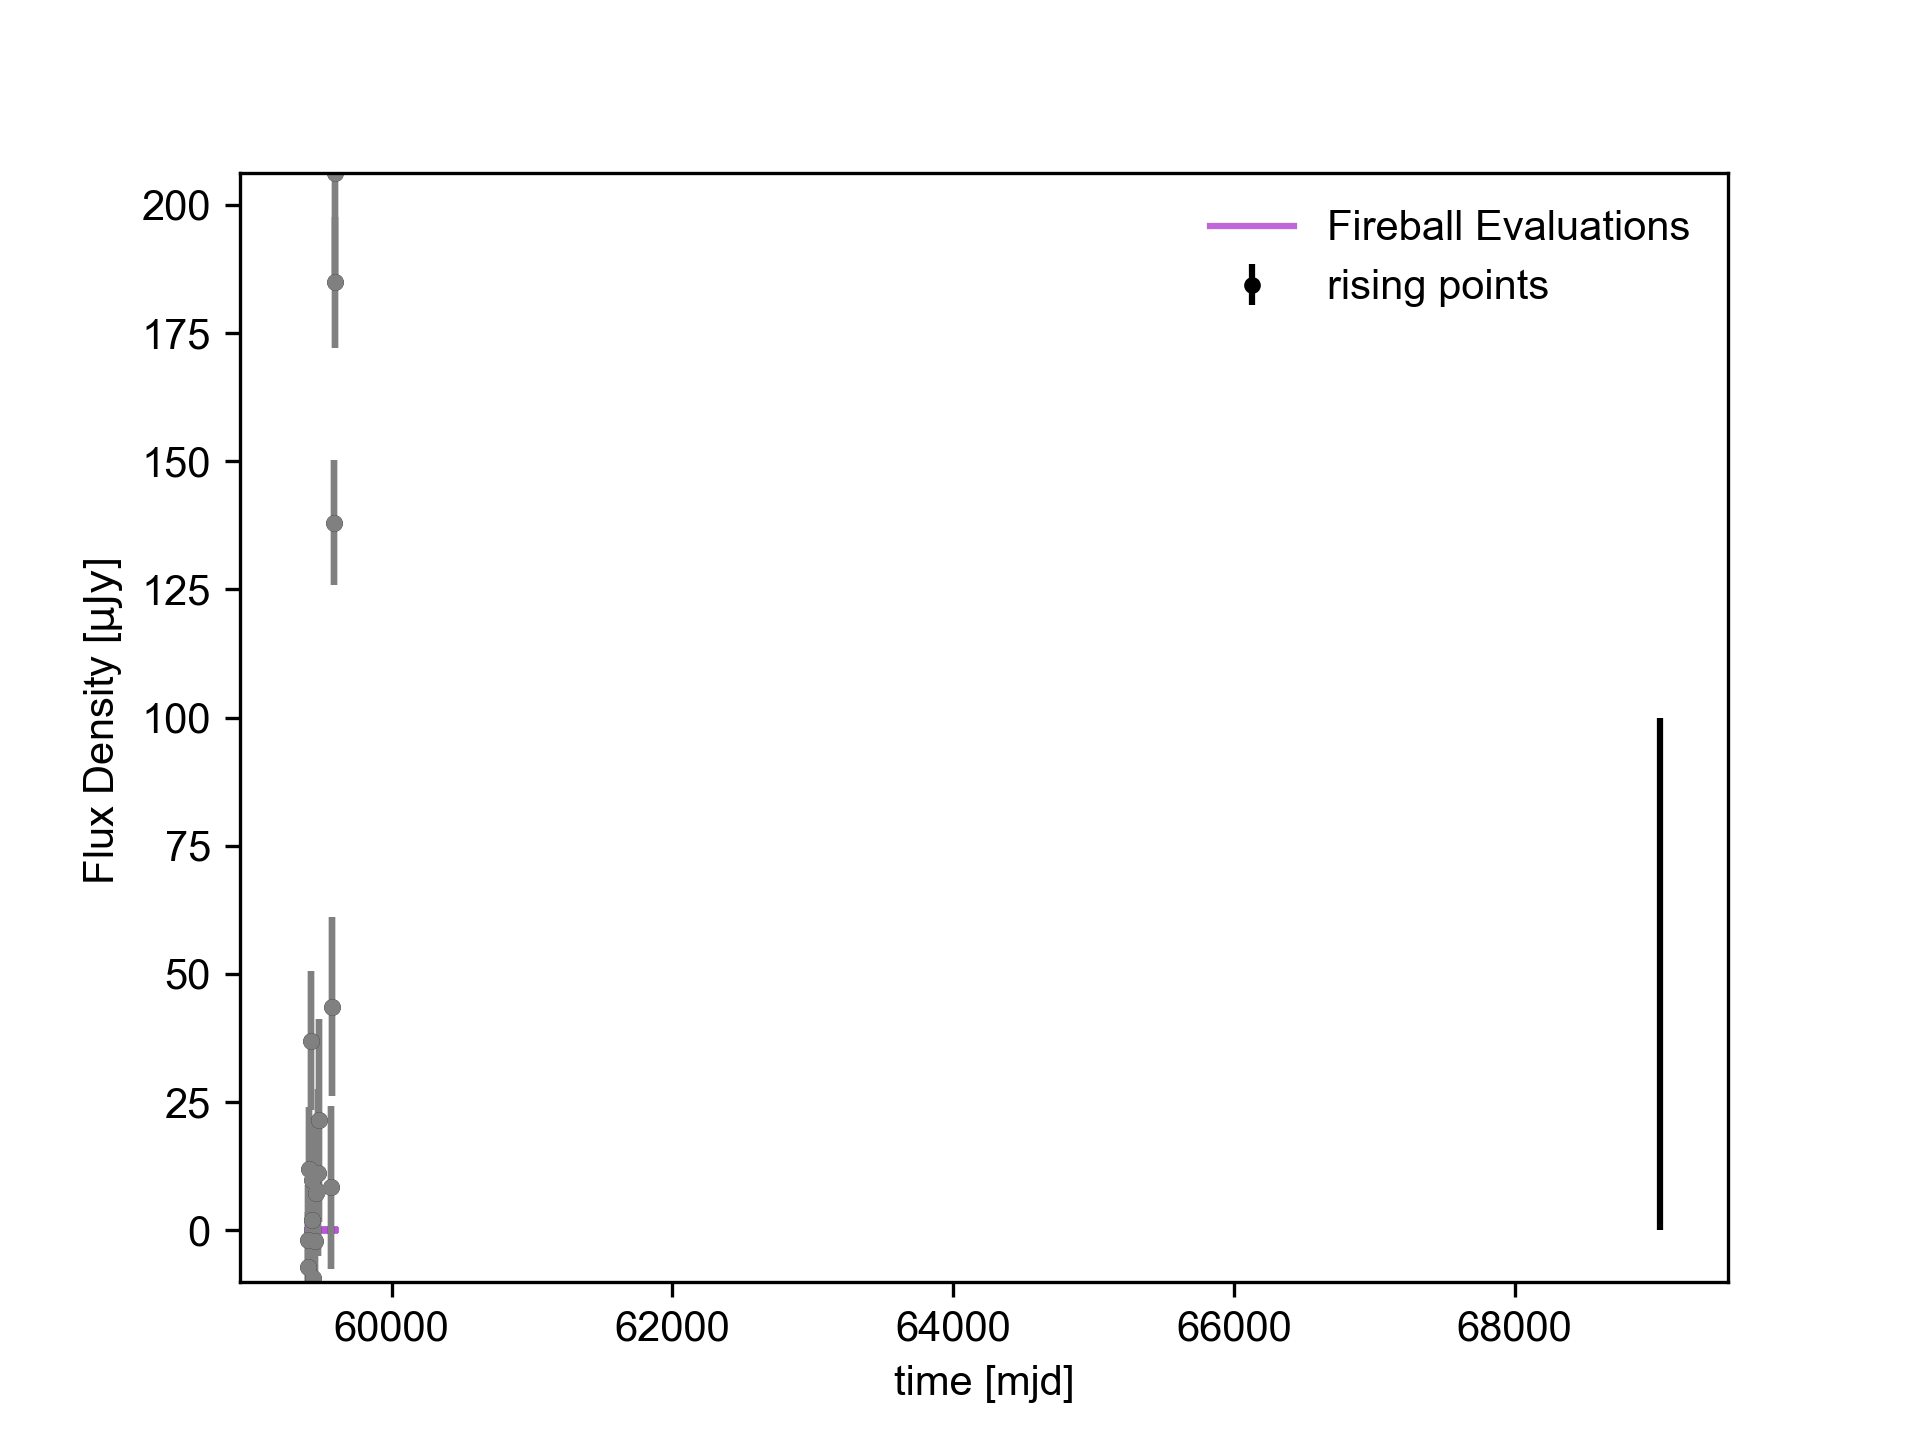 Fireball Evaluations
rising points
200
175
150
125
100
75
50
25
0
Flux Density [µJy]
60000 62000 64000 66000 68000
time [mjd]